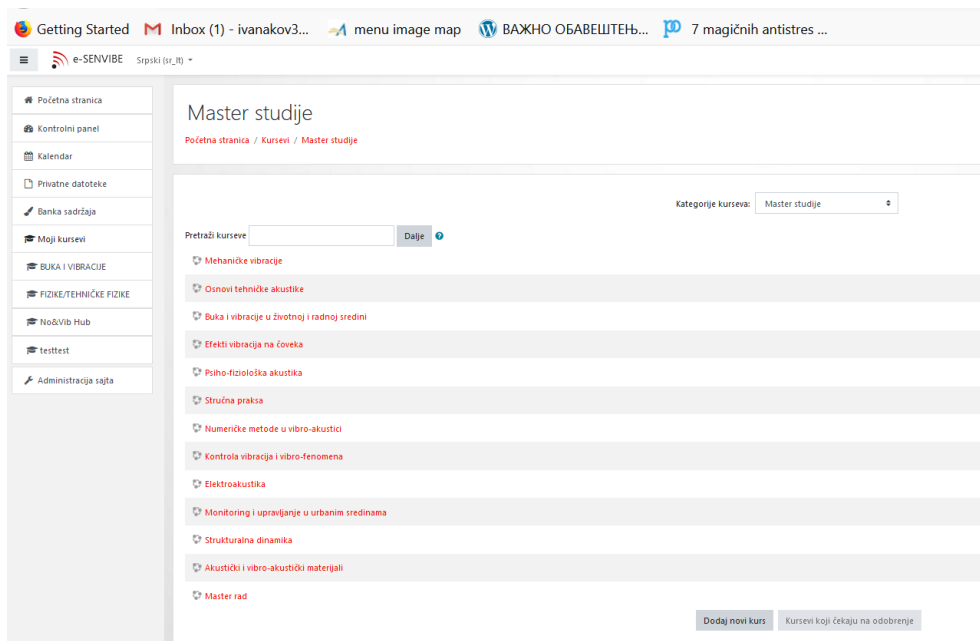 Getting Started Inbox (1) - ivanakov3... menu image map ВАЖНО ОБАВЕШТЕЊ... 7 magičnih antistres ...
e-SENVIBE Srpski (sr_lt)
Početna stranica
Kontrolni panel
Kalendar
Privatne datoteke
Banka sadržaja
Moji kursevi
BUKA I VIBRACIJE
FIZIKE/TEHNIČKE FIZIKE
No&Vib Hub
testtest
Administracija sajta
Master studije
Početna stranica / Kursevi / Master studije
Kategorije kurseva: Master studije
Pretraži kurseve Dalje
Mehaničke vibracije
Osnovi tehničke akustike
Buka i vibracije u životnoj i radnoj sredini
Efekti vibracija na čoveka
Psiho-fiziološka akustika
Stručna praksa
Numeričke metode u vibro-akustici
Kontrola vibracija i vibro-fenomena
Elektroakustika
Monitoring i upravljanje u urbanim sredinama
Strukturalna dinamika
Akustički i vibro-akustički materijali
Master rad
Dodaj novi kurs Kursevi koji čekaju na odobrenje